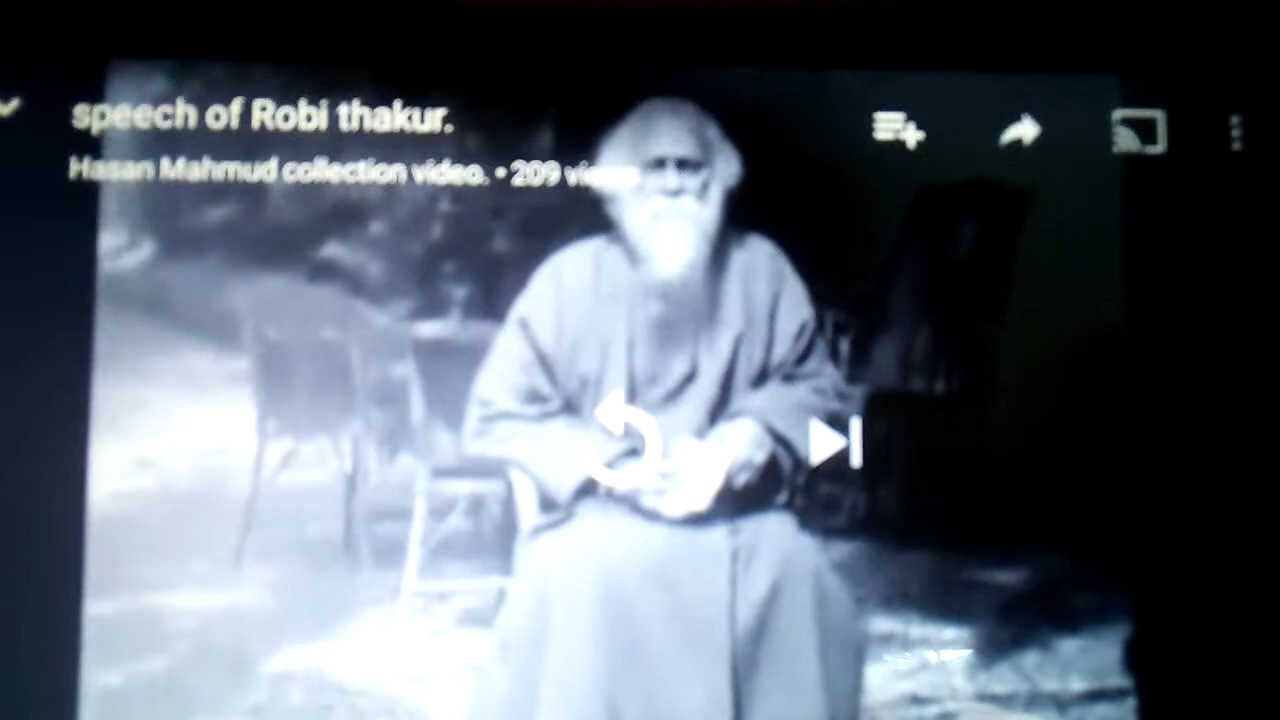 speech of Robi thakur.
Hasan Mahmud collection video. • 209